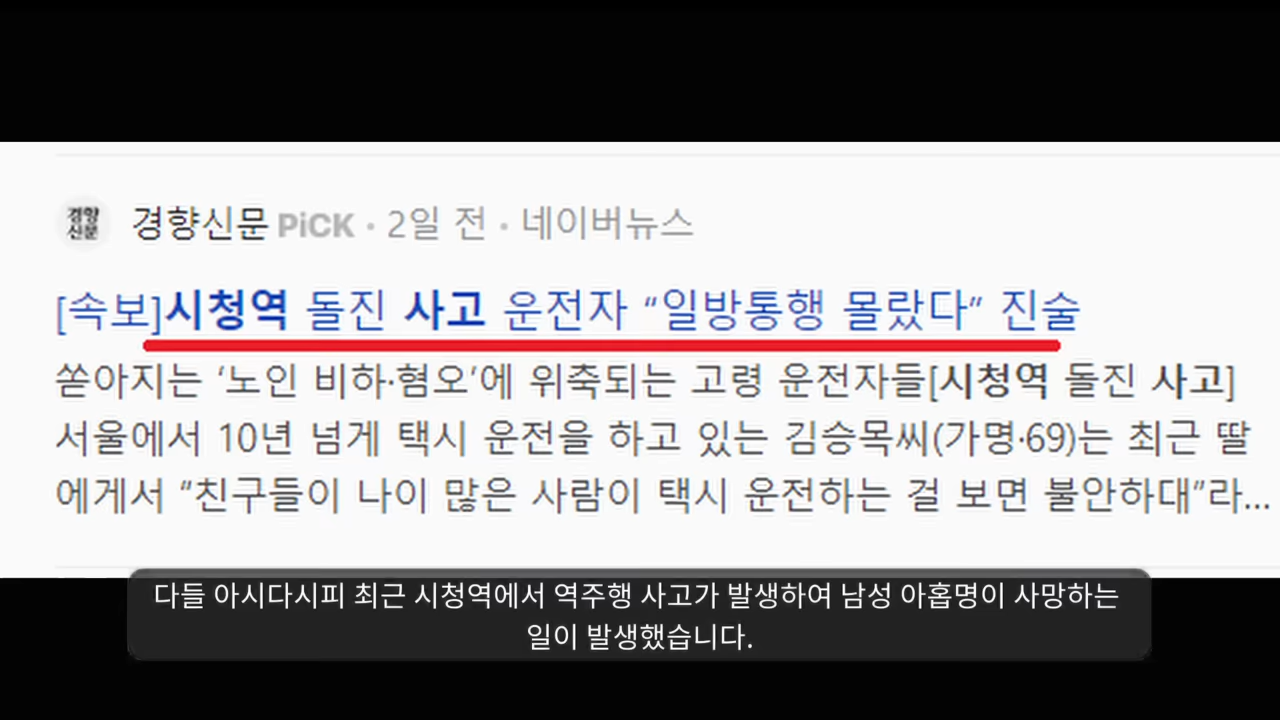 경향
신문
경향신문 PiCK · 2일 전 · 네이버뉴스
[속보]시청역 돌진 사고 운전자 “일방통행 몰랐다” 진술
쏟아지는 ‘노인 비하·혐오’에 위축되는 고령 운전자들[시청역 돌진 사고]
서울에서 10년 넘게 택시 운전을 하고 있는 김승목씨(가명·69)는 최근 딸
에게서 “친구들이 나이 많은 사람이 택시 운전하는 걸 보면 불안하대”라...
다들 아시다시피 최근 시청역에서 역주행 사고가 발생하여 남성 아홉명이 사망하는
일이 발생했습니다.